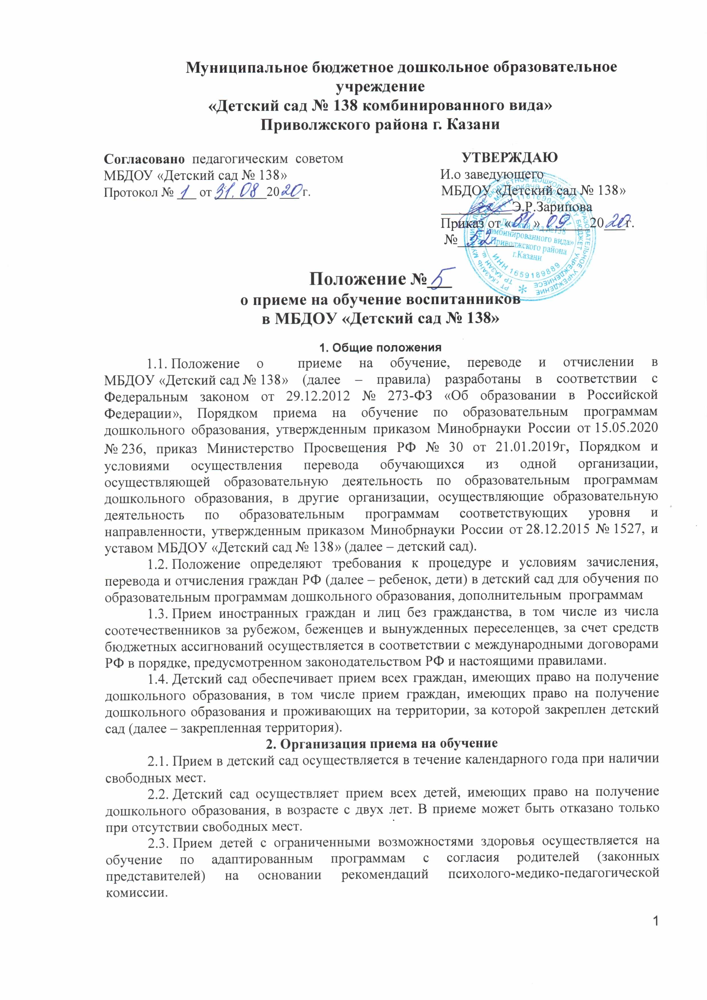 Муниципальное бюджетное дошкольное образовательное
учреждение
«Детский сад № 138 комбинированного вида»
Приволжского района г. Казани
Согласовано педагогическим советом
МБДОУ «Детский сад № 138»
Протокол № 1 от 31.08 2020 г.
УТВЕРЖДАЮ
И.о заведующего
МБДОУ «Детский сад № 138»
Э.Р.Зарипова
Приказ от «01» 09 2020 г.
№ 52
«Детский сад №138
комбинированного вида»
Приволжского района
г.Казани
ИНН 1659189889
Положение № 5
о приеме на обучение воспитанников
в МБДОУ «Детский сад № 138»
1. Общие положения
1.1. Положение о приеме на обучение, переводе и отчислении в
МБДОУ «Детский сад № 138» (далее – правила) разработаны в соответствии с
Федеральным законом от 29.12.2012 № 273-ФЗ «Об образовании в Российской
Федерации», Порядком приема на обучение по образовательным программам
дошкольного образования, утвержденным приказом Минобрнауки России от 15.05.2020
№ 236, приказ Министерство Просвещения РФ № 30 от 21.01.2019г, Порядком и
условиями осуществления перевода обучающихся из одной организации,
осуществляющей образовательную деятельность по образовательным программам
дошкольного образования, в другие организации, осуществляющие образовательную
деятельность по образовательным программам соответствующих уровня и
направленности, утвержденным приказом Минобрнауки России от 28.12.2015 № 1527, и
уставом МБДОУ «Детский сад № 138» (далее – детский сад).
1.2. Положение определяют требования к процедуре и условиям зачисления,
перевода и отчисления граждан РФ (далее – ребенок, дети) в детский сад для обучения по
образовательным программам дошкольного образования, дополнительным программам
1.3. Прием иностранных граждан и лиц без гражданства, в том числе из числа
соотечественников за рубежом, беженцев и вынужденных переселенцев, за счет средств
бюджетных ассигнований осуществляется в соответствии с международными договорами
РФ в порядке, предусмотренном законодательством РФ и настоящими правилами.
1.4. Детский сад обеспечивает прием всех граждан, имеющих право на получение
дошкольного образования, в том числе прием граждан, имеющих право на получение
дошкольного образования и проживающих на территории, за которой закреплен детский
сад (далее – закрепленная территория).
2. Организация приема на обучение
2.1. Прием в детский сад осуществляется в течение календарного года при наличии
свободных мест.
2.2. Детский сад осуществляет прием всех детей, имеющих право на получение
дошкольного образования, в возрасте с двух лет. В приеме может быть отказано только
при отсутствии свободных мест.
2.3. Прием детей с ограниченными возможностями здоровья осуществляется на
обучение по адаптированным программам с согласия родителей (законных
представителей) на основании рекомендаций психолого-медико-педагогической
комиссии.
1